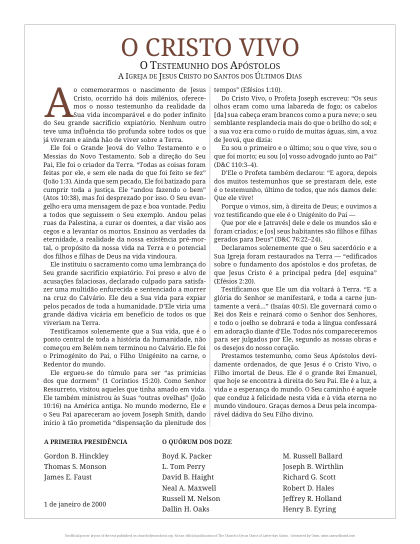 O CRISTO VIVO
O Testemunho dos Apóstolos
A Igreja de Jesus Cristo dos Santos dos Últimos Dias
Ao comemorarmos o nascimento de Jesus
Cristo, ocorrido há dois milênios, oferece-
mos o nosso testemunho da realidade da
Sua vida incomparável e do poder infinito
do Seu grande sacrifício expiatório. Nenhum outro
teve uma influência tão profunda sobre todos os que
já viveram e ainda hão de viver sobre a Terra.
Ele foi o Grande Jeová do Velho Testamento e o
Messias do Novo Testamento. Sob a direção do Seu
Pai, Ele foi o criador da Terra. "Todas as coisas foram
feitas por ele, e sem ele nada do que foi feito se fez"
(João 1:3). Ainda que sem pecado, Ele foi batizado para
cumprir toda a justiça. Ele "andou fazendo o bem"
(Atos 10:38), mas foi desprezado por isso. O Seu evan-
gelho era uma mensagem de paz e boa vontade. Pediu
a todos que seguissem o Seu exemplo. Andou pelas
ruas da Palestina, a curar os doentes, a dar visão aos
cegos e a levantar os mortos. Ensinou as verdades da
eternidade, a realidade da nossa existência pré-mor-
tal, o propósito da nossa vida na Terra e o potencial
dos filhos e filhas de Deus na vida vindoura.
Ele instituiu o sacramento como uma lembrança do
Seu grande sacrifício expiatório. Foi preso e alvo de
acusações falaciosas, declarado culpado para satisfa-
zer uma multidão enfurecida e sentenciado a morrer
na cruz do Calvário. Ele deu a Sua vida para expiar
pelos pecados de toda a humanidade. D'Ele viria uma
grande dádiva vicária em benefício de todos os que
viveriam na Terra.
Testificamos solenemente que a Sua vida, que é o
ponto central de toda a história da humanidade, não
começou em Belém nem terminou no Calvário. Ele foi
o Primogénito do Pai, o Filho Unigénito na carne, o
Redentor do mundo.
Ele ergueu-se do túmulo para ser "as primícias
dos que dormem" (1 Coríntios 15:20). Como Senhor
Ressurreto, visitou aqueles que tinha amado em vida.
Ele também ministrou às Suas "outras ovelhas" (João
10:16) na América antiga. No mundo moderno, Ele e
o Seu Pai apareceram ao jovem Joseph Smith, dando
início à tão prometida "dispensação da plenitude dos
tempos" (Efésios 1:10).
Do Cristo Vivo, o Profeta Joseph escreveu: "Os seus
olhos eram como uma labareda de fogo; os cabelos
[da] sua cabeça eram brancos como a pura neve; o seu
semblante resplandecia mais do que o brilho do sol; e
a sua voz era como o ruído de muitas águas, sim, a voz
de Jeová, que dizia:
Eu sou o primeiro e o último; sou o que vive, sou o
que foi morto; eu sou [o] vosso advogado junto ao Pai"
(D&C 110:3–4).
D'Ele o Profeta também declarou: "E agora, depois
dos muitos testemunhos que se prestaram dele, este
é o testemunho, último de todos, que nós damos dele:
Que ele vive!
Porque o vimos, sim, à direita de Deus; e ouvimos a
voz testificando que ele é o Unigénito do Pai —
Que por ele e [através] dele e dele os mundos são e
foram criados; e [os] seus habitantes são filhos e filhas
gerados para Deus" (D&C 76:22–24).
Declaramos solenemente que o Seu sacerdócio e a
Sua Igreja foram restaurados na Terra — "edificados
sobre o fundamento dos apóstolos e dos profetas, de
que Jesus Cristo é a principal pedra [de] esquina"
(Efésios 2:20).
Testificamos que Ele um dia voltará à Terra. "E a
glória do Senhor se manifestará, e toda a carne jun-
tamente a verá…" (Isaías 40:5). Ele governará como o
Rei dos Reis e reinará como o Senhor dos Senhores,
e todo o joelho se dobrará e toda a língua confessará
em adoração diante d'Ele. Todos nós compareceremos
para ser julgados por Ele, segundo as nossas obras e
os desejos do nosso coração.
Prestamos testemunho, como Seus Apóstolos devi-
damente ordenados, de que Jesus é o Cristo Vivo, o
Filho imortal de Deus. Ele é o grande Rei Emanuel,
que hoje se encontra à direita do Seu Pai. Ele é a luz, a
vida e a esperança do mundo. O Seu caminho é aquele
que conduz à felicidade nesta vida e à vida eterna no
mundo vindouro. Graças damos a Deus pela incompa-
rável dádiva do Seu Filho divino.
A PRIMEIRA PRESIDÊNCIA
Gordon B. Hinckley
Thomas S. Monson
James E. Faust
1 de janeiro de 2000
O QUÓRUM DOS DOZE
Boyd K. Packer
L. Tom Perry
David B. Haight
Neal A. Maxwell
Russell M. Nelson
Dallin H. Oaks
M. Russell Ballard
Joseph B. Wirthlin
Richard G. Scott
Robert D. Hales
Jeffrey R. Holland
Henry B. Eyring